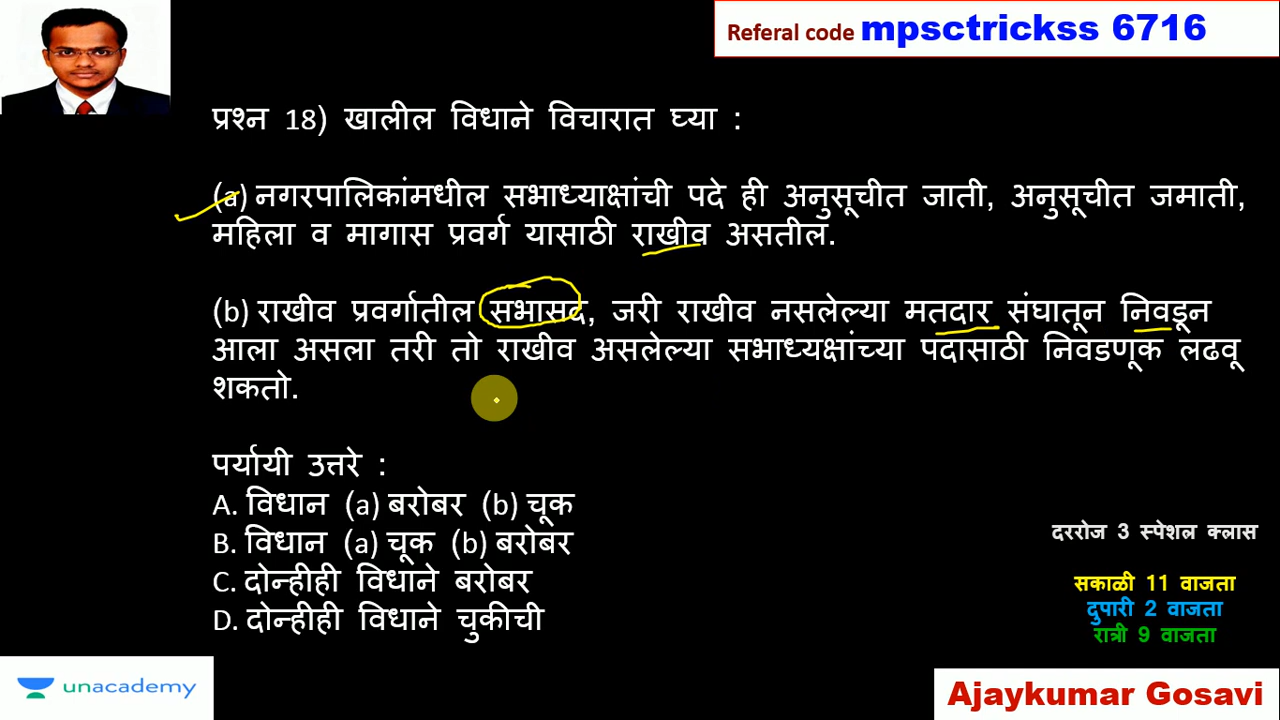 Referal code mpsctrickss 6716
प्रश्न 18) खालील विधाने विचारात घ्या :
(a) नगरपालिकांमधील सभाध्याक्षांची पदे ही अनुसूचीत जाती, अनुसूचीत जमाती,
महिला व मागास प्रवर्ग यासाठी राखीव असतील.
(b) राखीव प्रवर्गातील सभासद, जरी राखीव नसलेल्या मतदार संघातून निवडून
आला असला तरी तो राखीव असलेल्या सभाध्यक्षांच्या पदासाठी निवडणूक लढवू
शकतो.
पर्यायी उत्तरे :
A. विधान (a) बरोबर (b) चूक
B. विधान (a) चूक (b) बरोबर
C. दोन्हीही विधाने बरोबर
D. दोन्हीही विधाने चुकीची
दररोज 3 स्पेशल क्लास
सकाळी 11 वाजता
दुपारी 2 वाजता
रात्री 9 वाजता
unacademy
Ajaykumar Gosavi